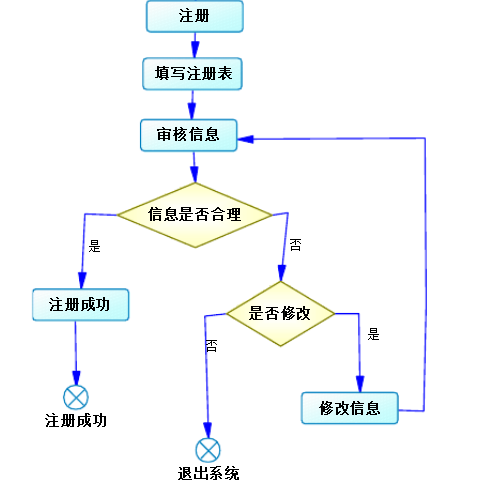 注册
填写注册表
审核信息
信息是否合理
是
否
注册成功
是否修改
否
是
注册成功
修改信息
退出系统